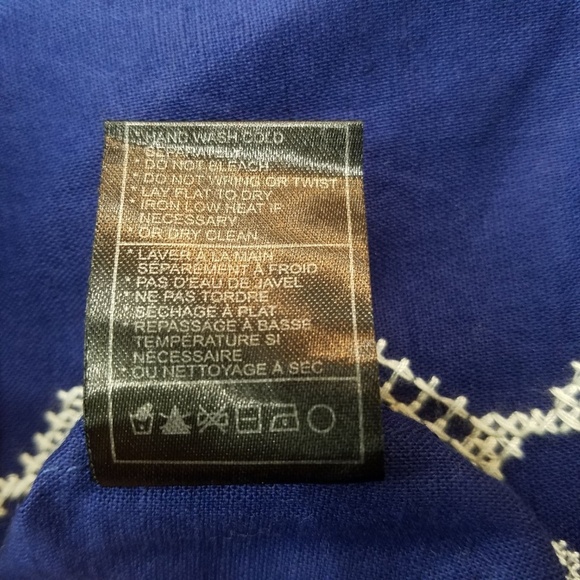 * HAND WASH COLD
SEPARATELY
* DO NOT BLEACH
* DO NOT WRING OR TWIST
* LAY FLAT TO DRY
* IRON LOW HEAT IF
NECESSARY
* OR DRY CLEAN
* LAVER À LA MAIN
SÉPARÉMENT À FROID
* PAS D'EAU DE JAVEL
* NE PAS TORDRE
SÉCHAGE À PLAT
REPASSAGE À BASSE
TEMPÉRATURE SI
NÉCESSAIRE
* OU NETTOYAGE À SEC